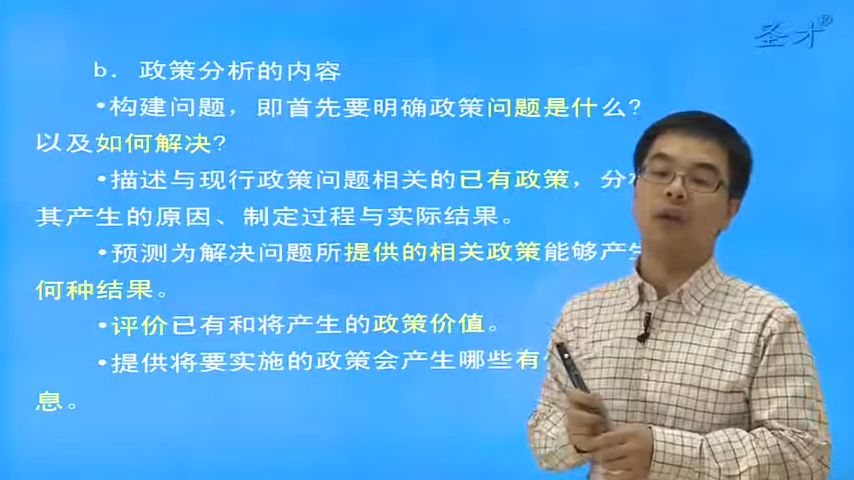 圣才®
b. 政策分析的内容
•构建问题，即首先要明确政策问题是什么?
以及如何解决?
•描述与现行政策问题相关的已有政策，分
其产生的原因、制定过程与实际结果。
•预测为解决问题所提供的相关政策能够产生
何种结果。
•评价已有和将产生的政策价值。
•提供将要实施的政策会产生哪些有
息。